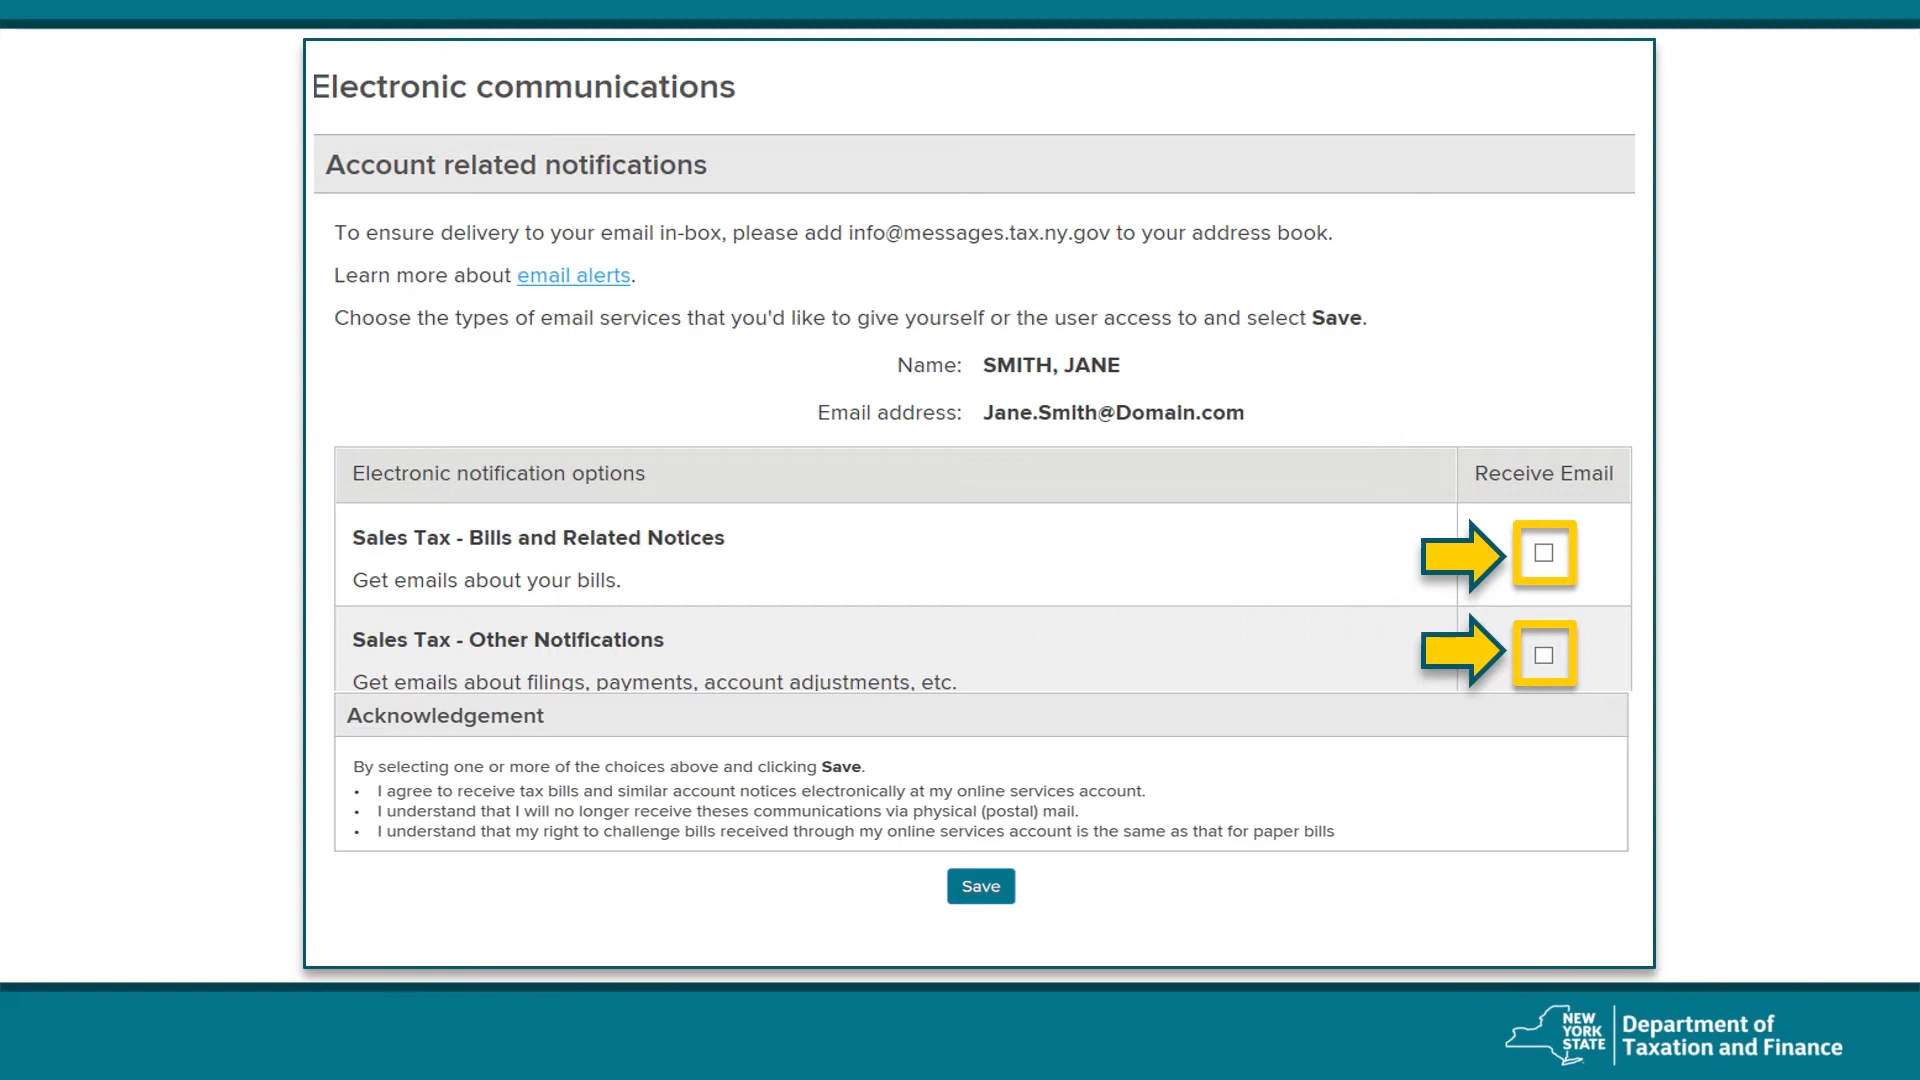 Electronic communications
Account related notifications
To ensure delivery to your email in-box, please add info@messages.tax.ny.gov to your address book.
Learn more about email alerts.
Choose the types of email services that you'd like to give yourself or the user access to and select Save.
Name: SMITH, JANE
Email address: Jane.Smith@Domain.com
Electronic notification options Receive Email
Sales Tax - Bills and Related Notices
Get emails about your bills.
Sales Tax - Other Notifications
Get emails about filings, payments, account adjustments, etc.
Acknowledgement
By selecting one or more of the choices above and clicking Save.
• I agree to receive tax bills and similar account notices electronically at my online services account.
• I understand that I will no longer receive theses communications via physical (postal) mail.
• I understand that my right to challenge bills received through my online services account is the same as that for paper bills
Save
NEW
YORK
STATE
Department of
Taxation and Finance